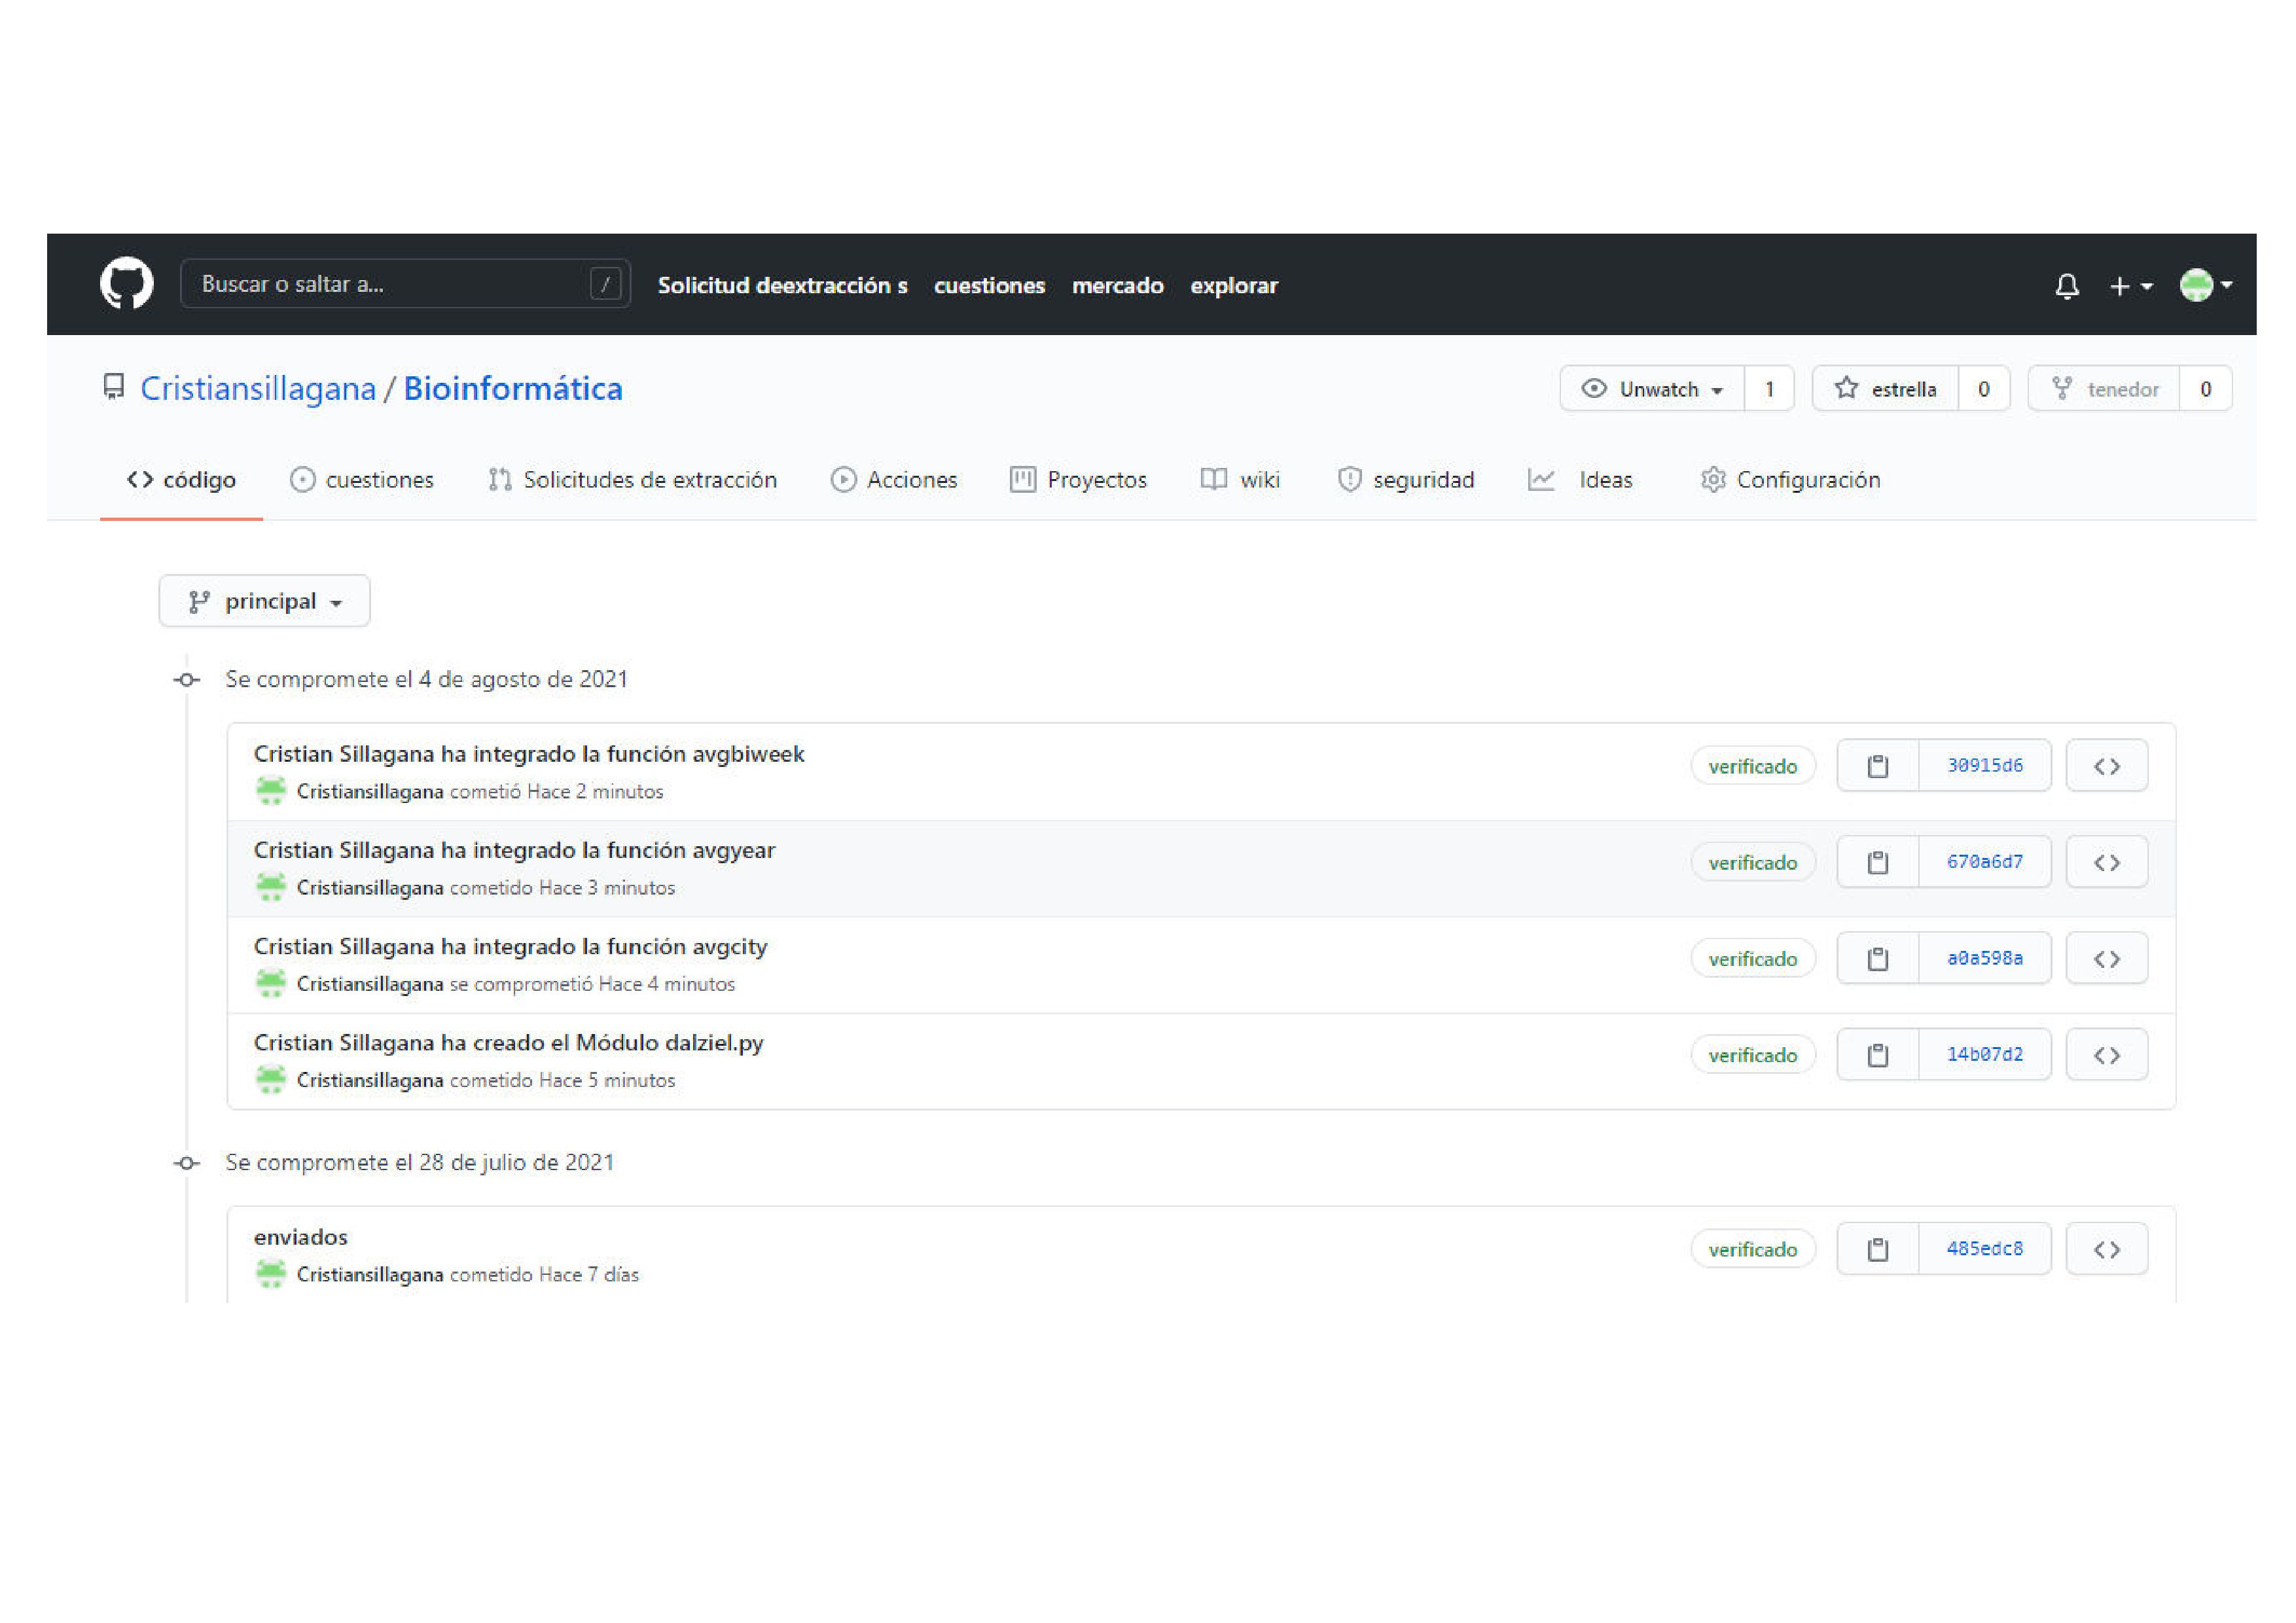 Buscar o saltar a... / Solicitud deextracción s cuestiones mercado explorar
Cristiansillagana / Bioinformática Unwatch 1 estrella 0 tenedor 0
código cuestiones Solicitudes de extracción Acciones Proyectos wiki seguridad Ideas Configuración
principal
Se compromete el 4 de agosto de 2021
Cristian Sillagana ha integrado la función avgbiweek
Cristiansillagana cometió Hace 2 minutos
verificado 30915d6
Cristian Sillagana ha integrado la función avgyear
Cristiansillagana cometido Hace 3 minutos
verificado 670a6d7
Cristian Sillagana ha integrado la función avgcity
Cristiansillagana se comprometió Hace 4 minutos
verificado a0a598a
Cristian Sillagana ha creado el Módulo dalziel.py
Cristiansillagana cometido Hace 5 minutos
verificado 14b07d2
Se compromete el 28 de julio de 2021
enviados
Cristiansillagana cometido Hace 7 días
verificado 485edc8